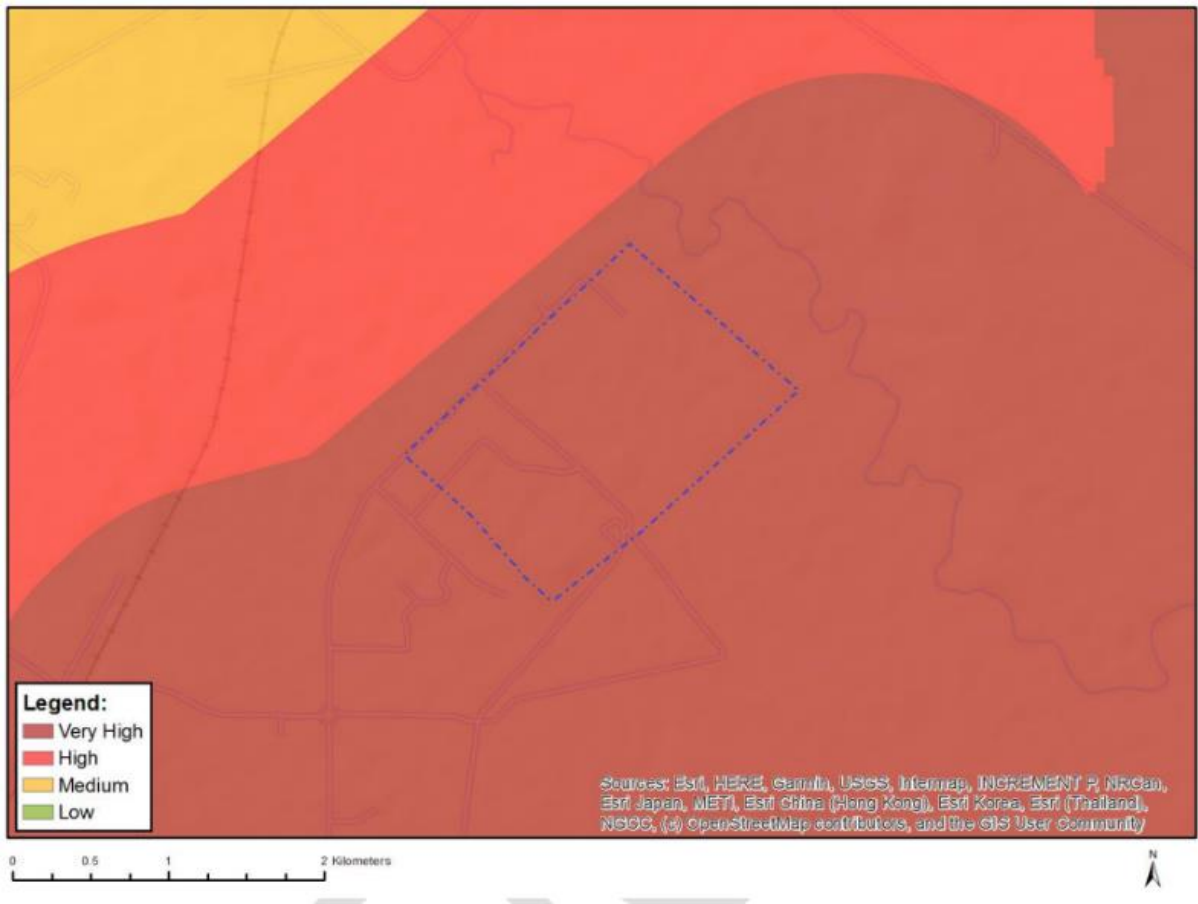 Legend:
Very High
High
Medium
Low
Sources: Esri, HERE, Garmin, USGS, Intermap, INCREMENT P, NRCan,
Esri Japan, METI, Esri China (Hong Kong), Esri Korea, Esri (Thailand),
NGCC, (c) OpenStreetMap contributors, and the GIS User Community
0 0.5 1 2 Kilometers
N